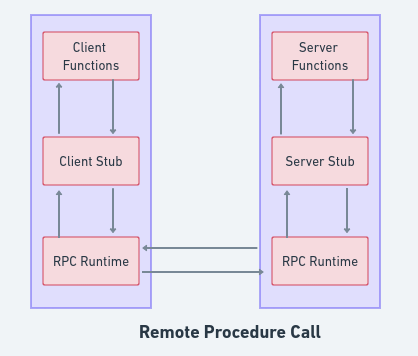 Client
Functions
Server
Functions
Client Stub
Server Stub
RPC Runtime
RPC Runtime
Remote Procedure Call